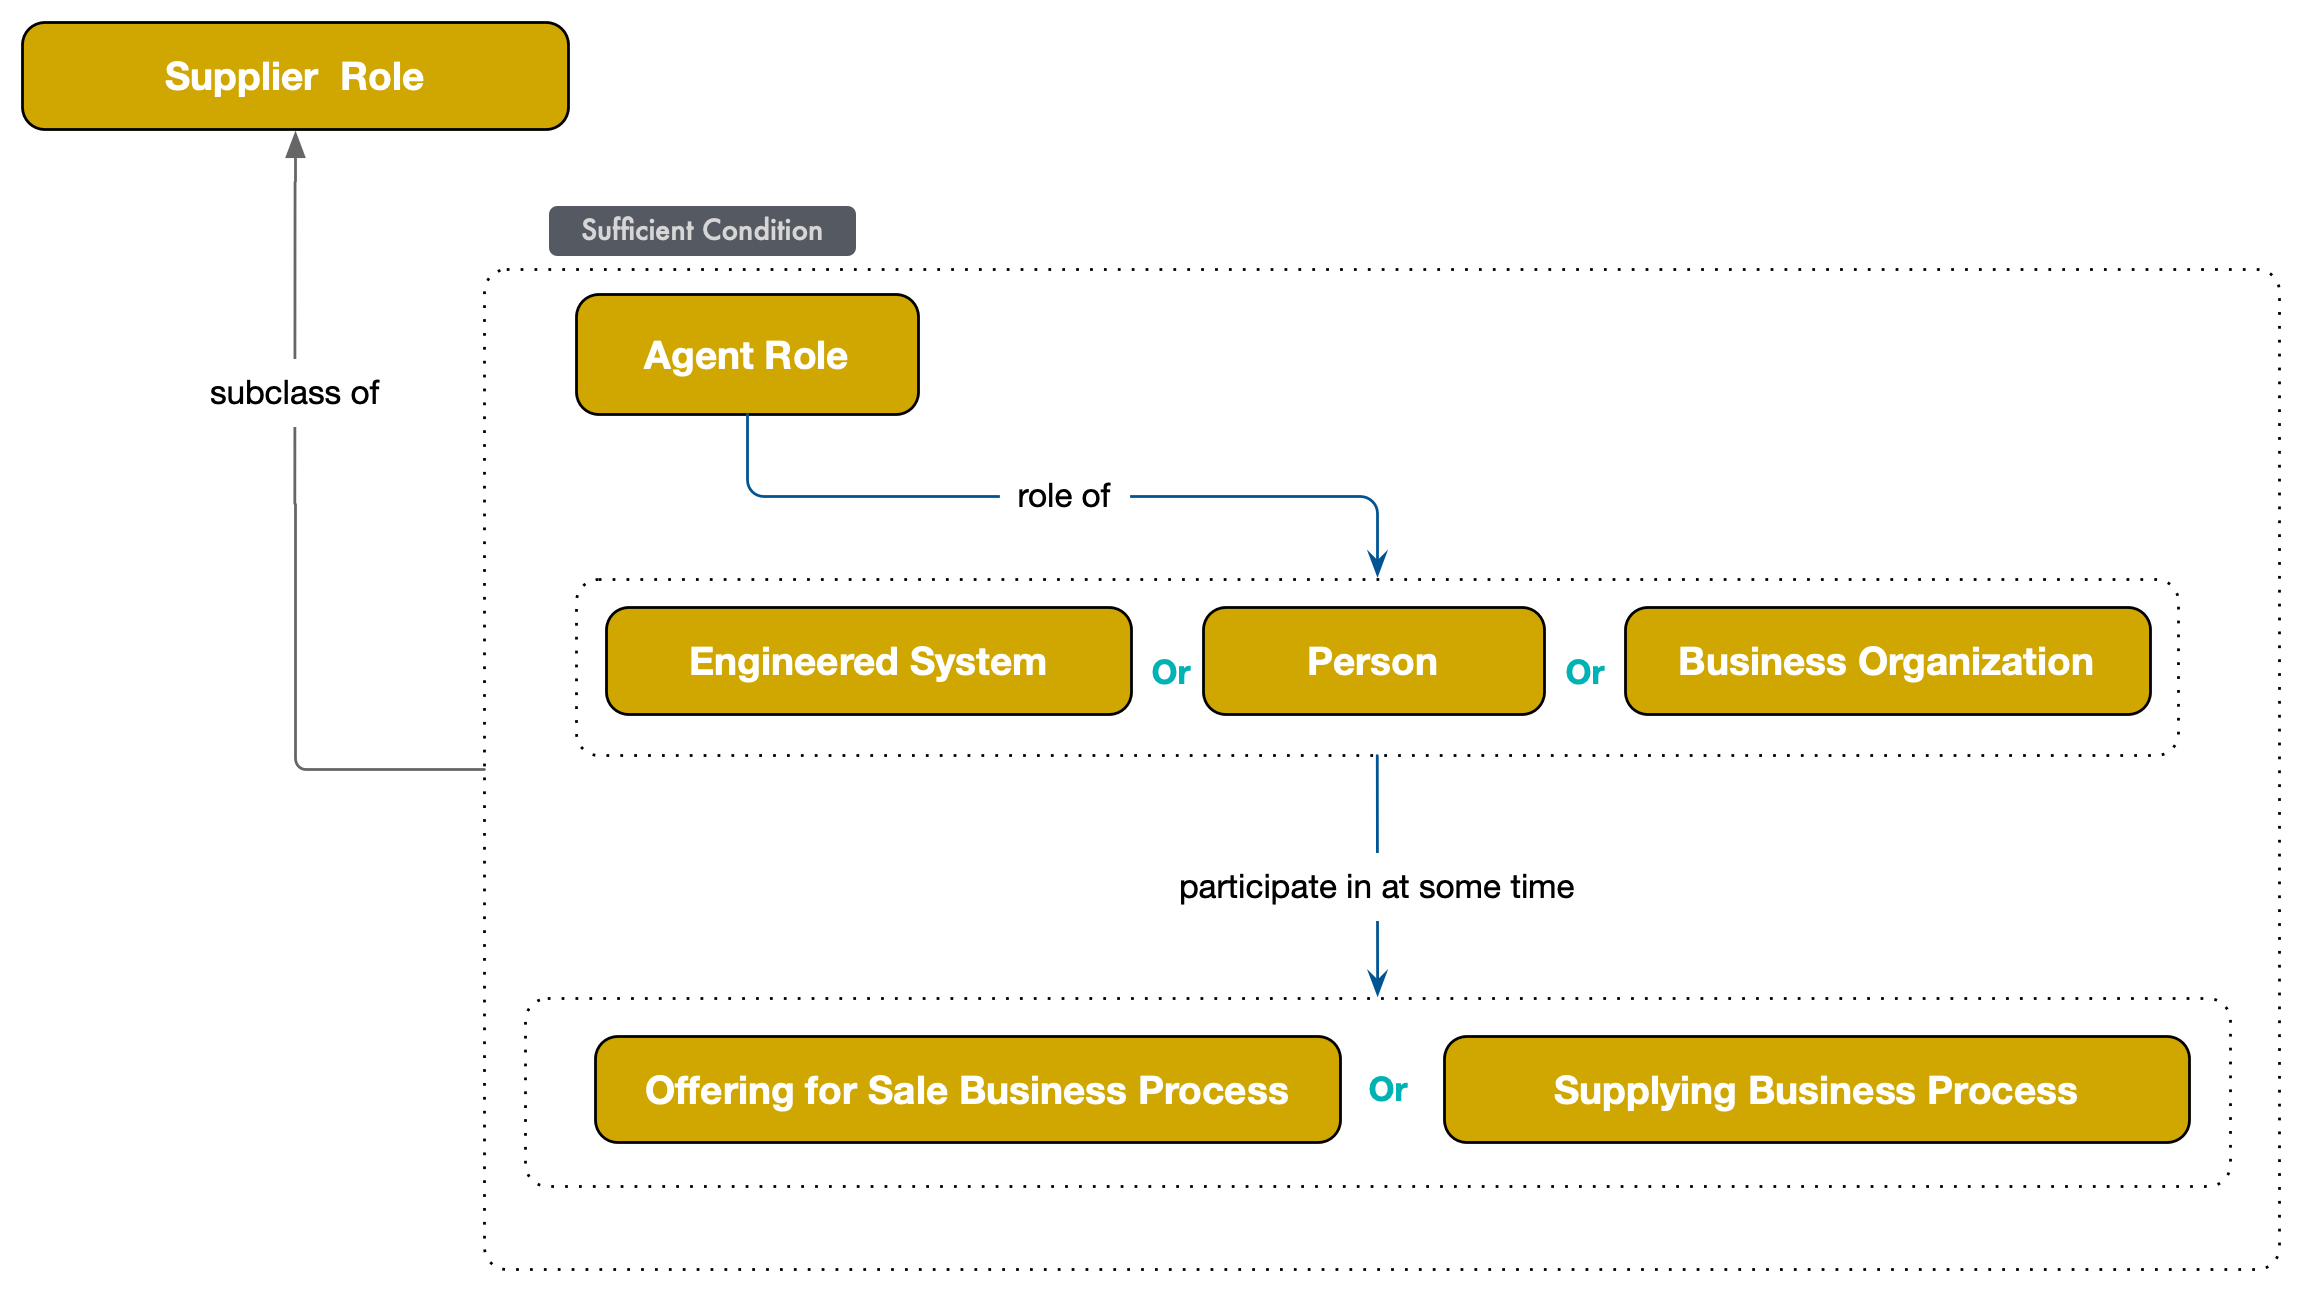 Supplier  Role
Sufficient Condition
Agent Role
subclass of
role of
Engineered System
Or
Person
Or
Business Organization
participate in at some time
Offering for Sale Business Process
Or
Supplying Business Process